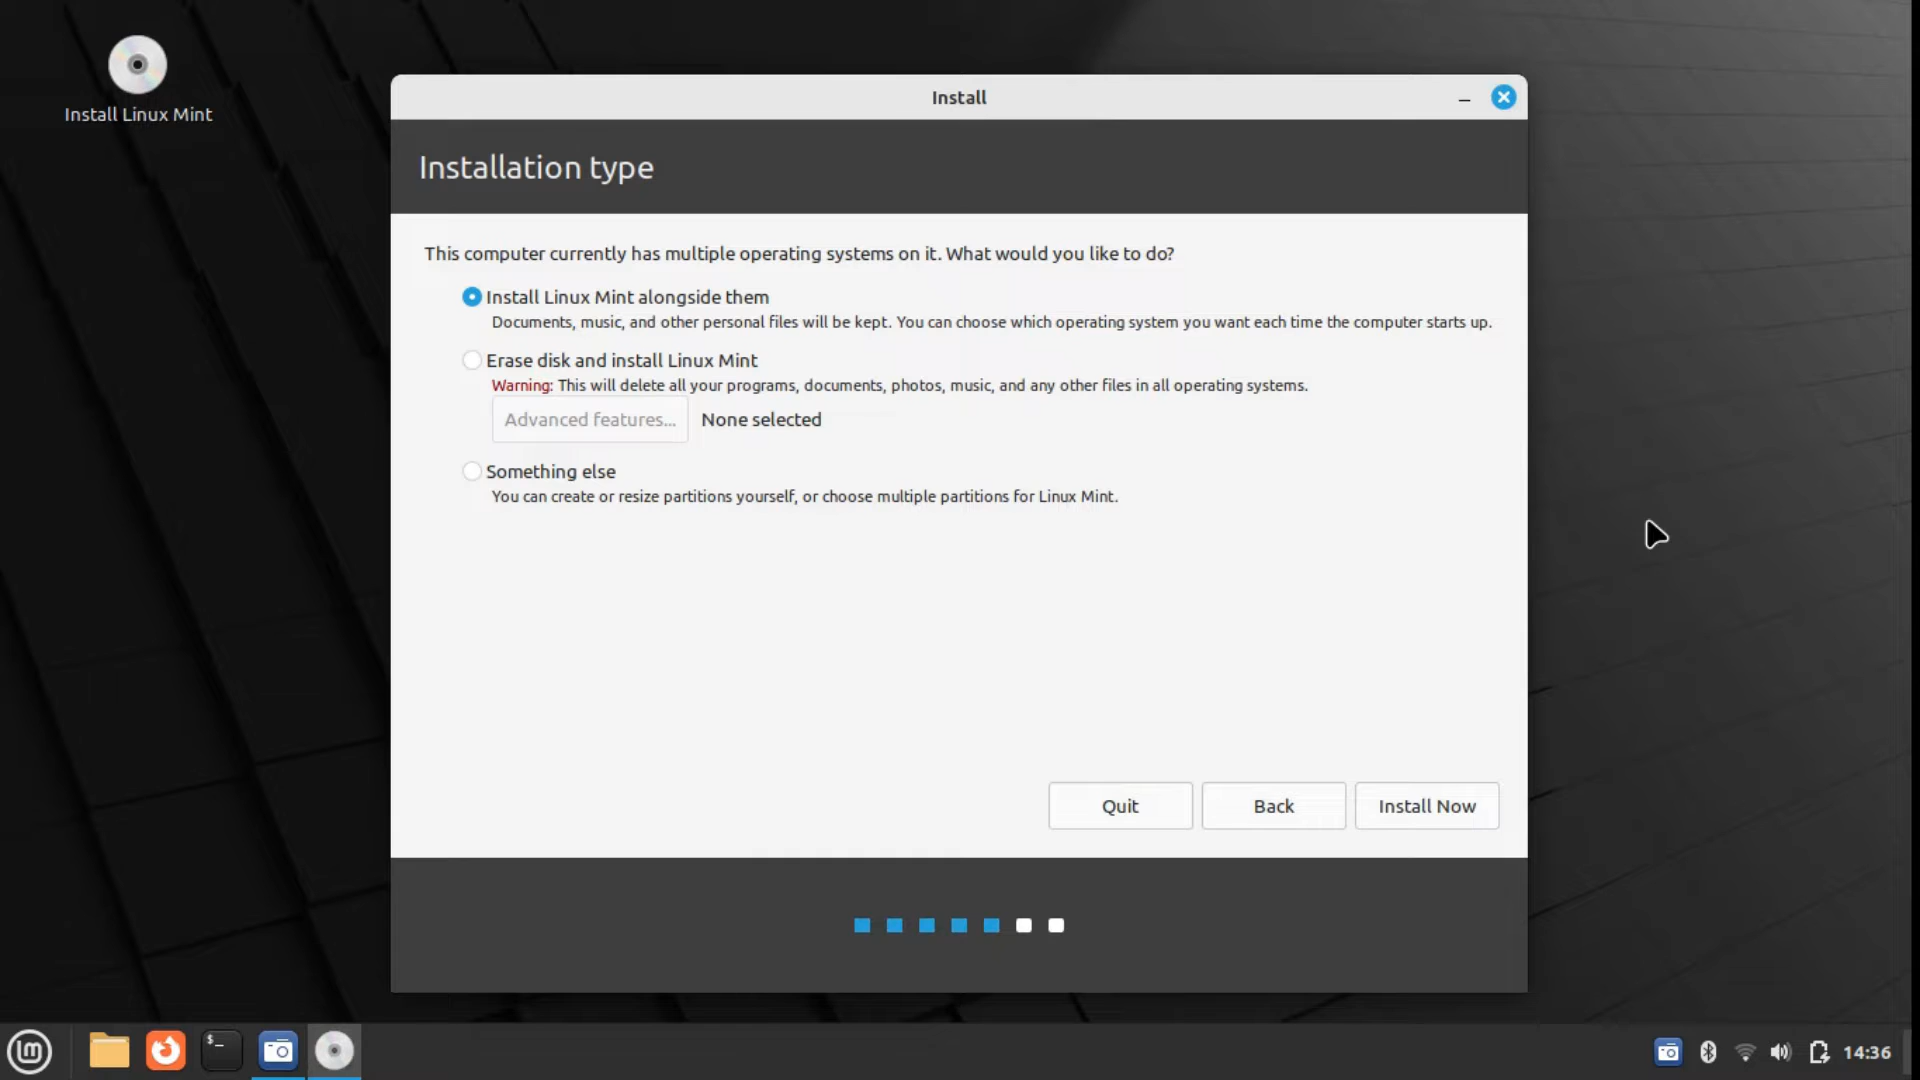 Install Linux Mint
Install
Installation type
This computer currently has multiple operating systems on it. What would you like to do?
Install Linux Mint alongside them
Documents, music, and other personal files will be kept. You can choose which operating system you want each time the computer starts up.
Erase disk and install Linux Mint
Warning: This will delete all your programs, documents, photos, music, and any other files in all operating systems.
Advanced features... None selected
Something else
You can create or resize partitions yourself, or choose multiple partitions for Linux Mint.
Quit Back Install Now
$_
14:36